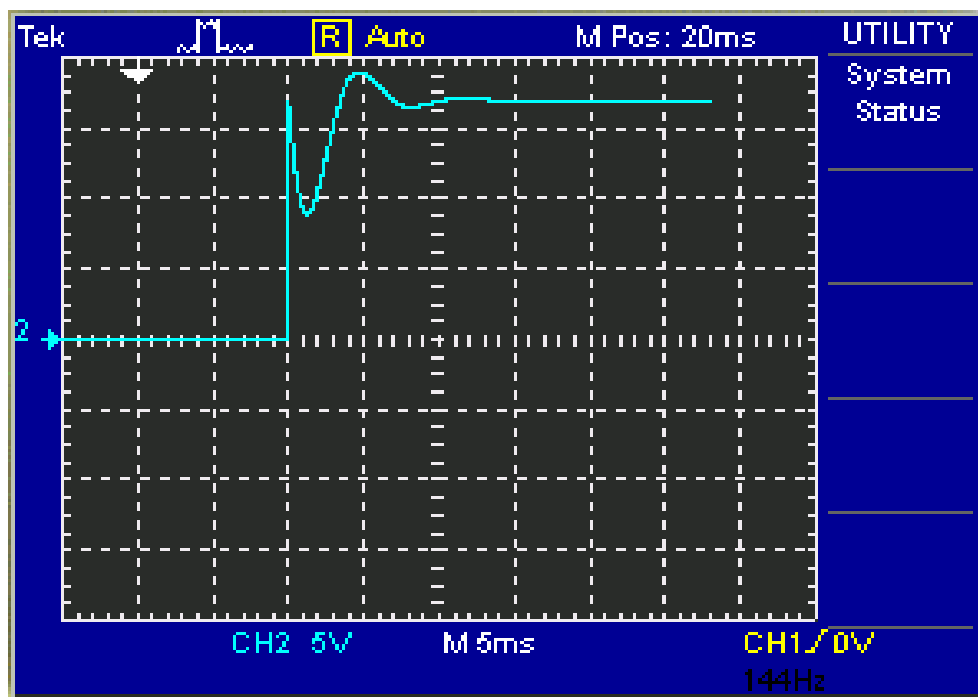 Tek R Auto M Pos: 20ms UTILITY
System
Status
2
CH2 5V M 5ms CH1 0V
144Hz